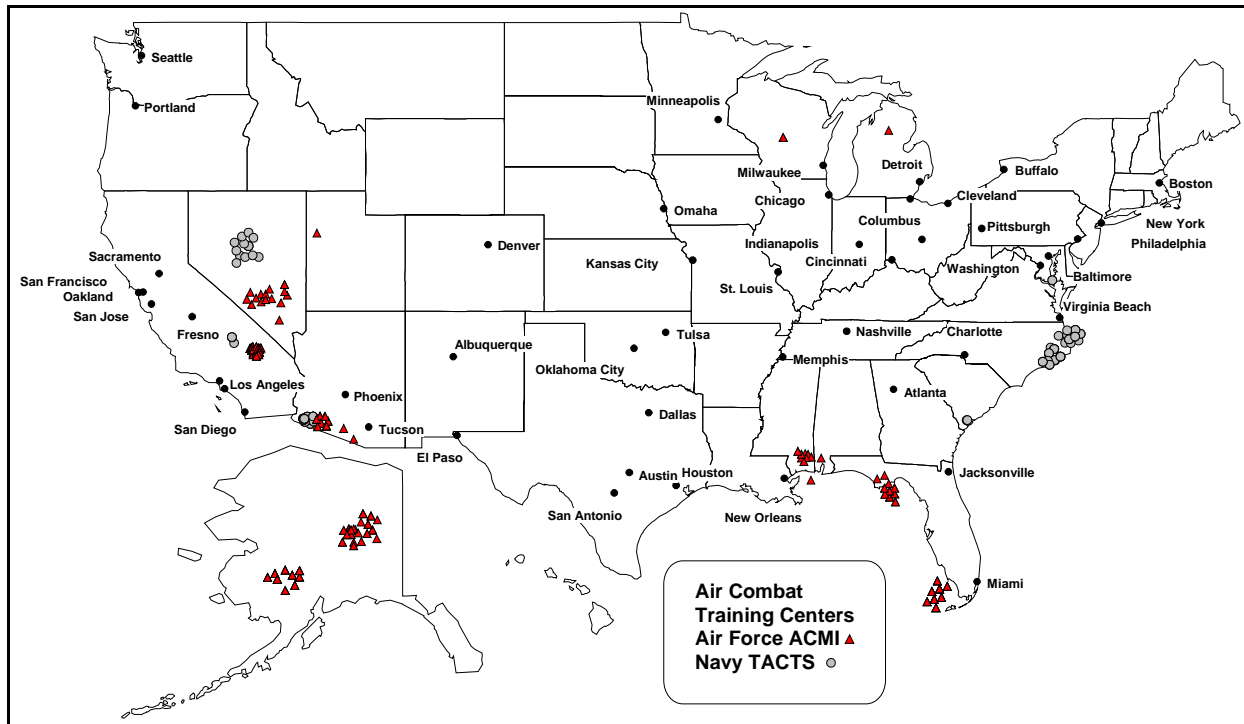 Seattle
Portland
Minneapolis
Milwaukee
Detroit
Buffalo
Boston
Chicago
Cleveland
Omaha
Columbus
New York
Pittsburgh
Philadelphia
Denver
Indianapolis
Sacramento
Kansas City
Cincinnati
Washington
Baltimore
San Francisco
Oakland
St. Louis
San Jose
Virginia Beach
Fresno
Tulsa
Nashville
Charlotte
Albuquerque
Oklahoma City
Memphis
Los Angeles
Phoenix
Atlanta
Dallas
San Diego
Tucson
El Paso
Austin
Houston
Jacksonville
San Antonio
New Orleans
Miami
Air Combat
Training Centers
Air Force ACMI
Navy TACTS